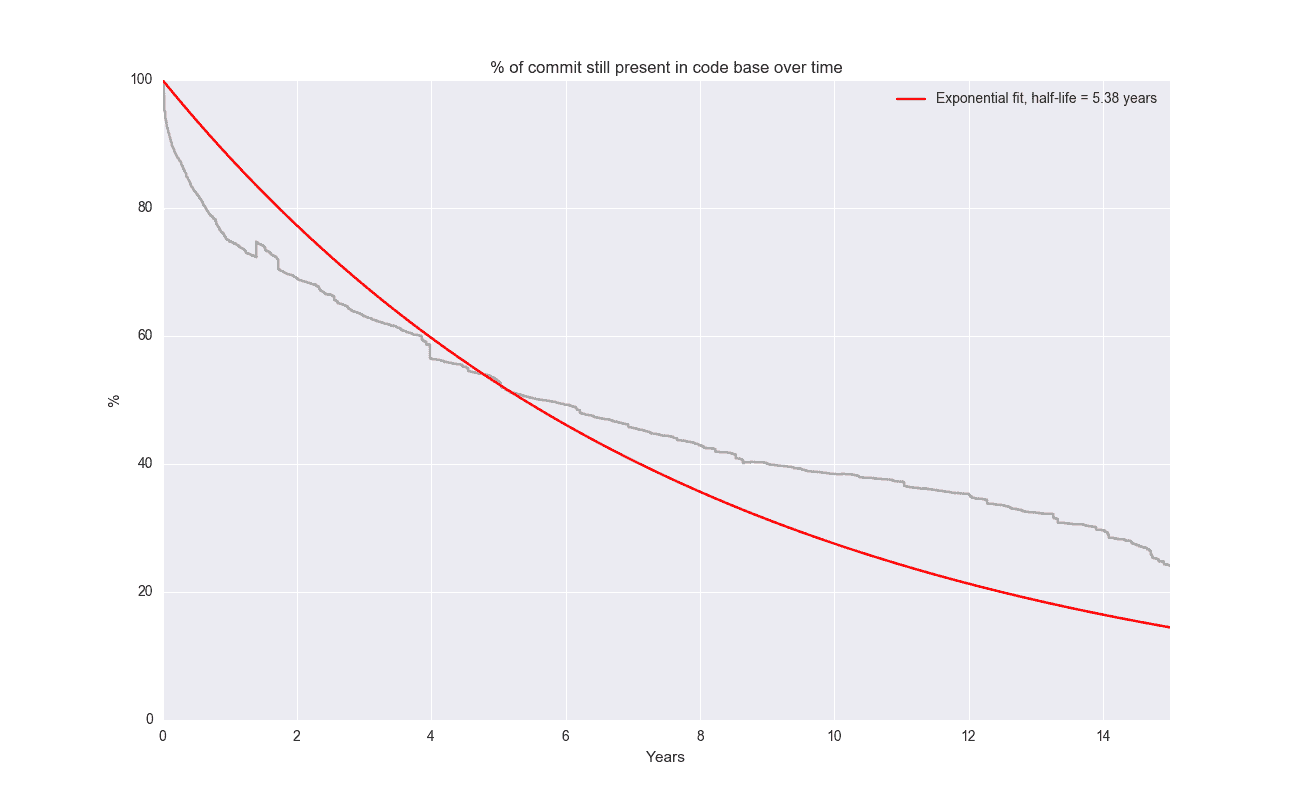 % of commit still present in code base over time
Exponential fit, half-life = 5.38 years
100
80
60
40
20
0
%
0 2 4 6 8 10 12 14
Years